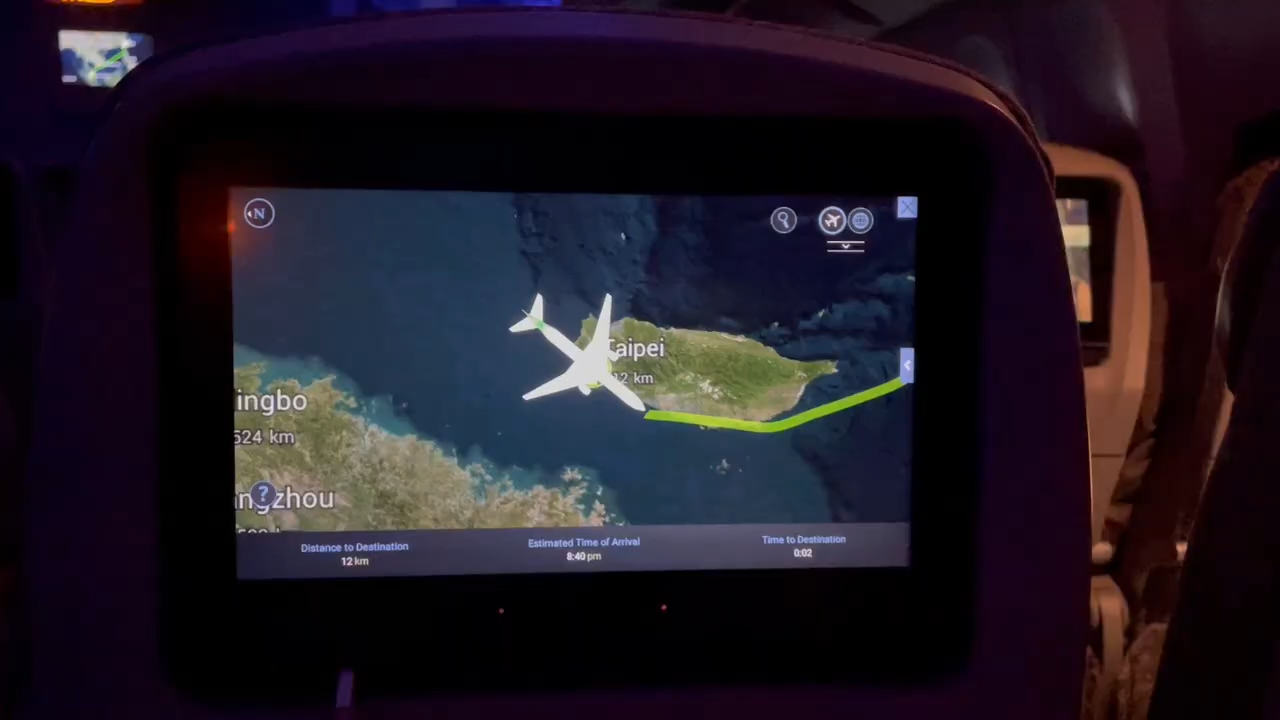 N
Taipei
12 km
ingbo
524 km
?
zhou
Distance to Destination
12 km
Estimated Time of Arrival
8:40 pm
Time to Destination
0:02